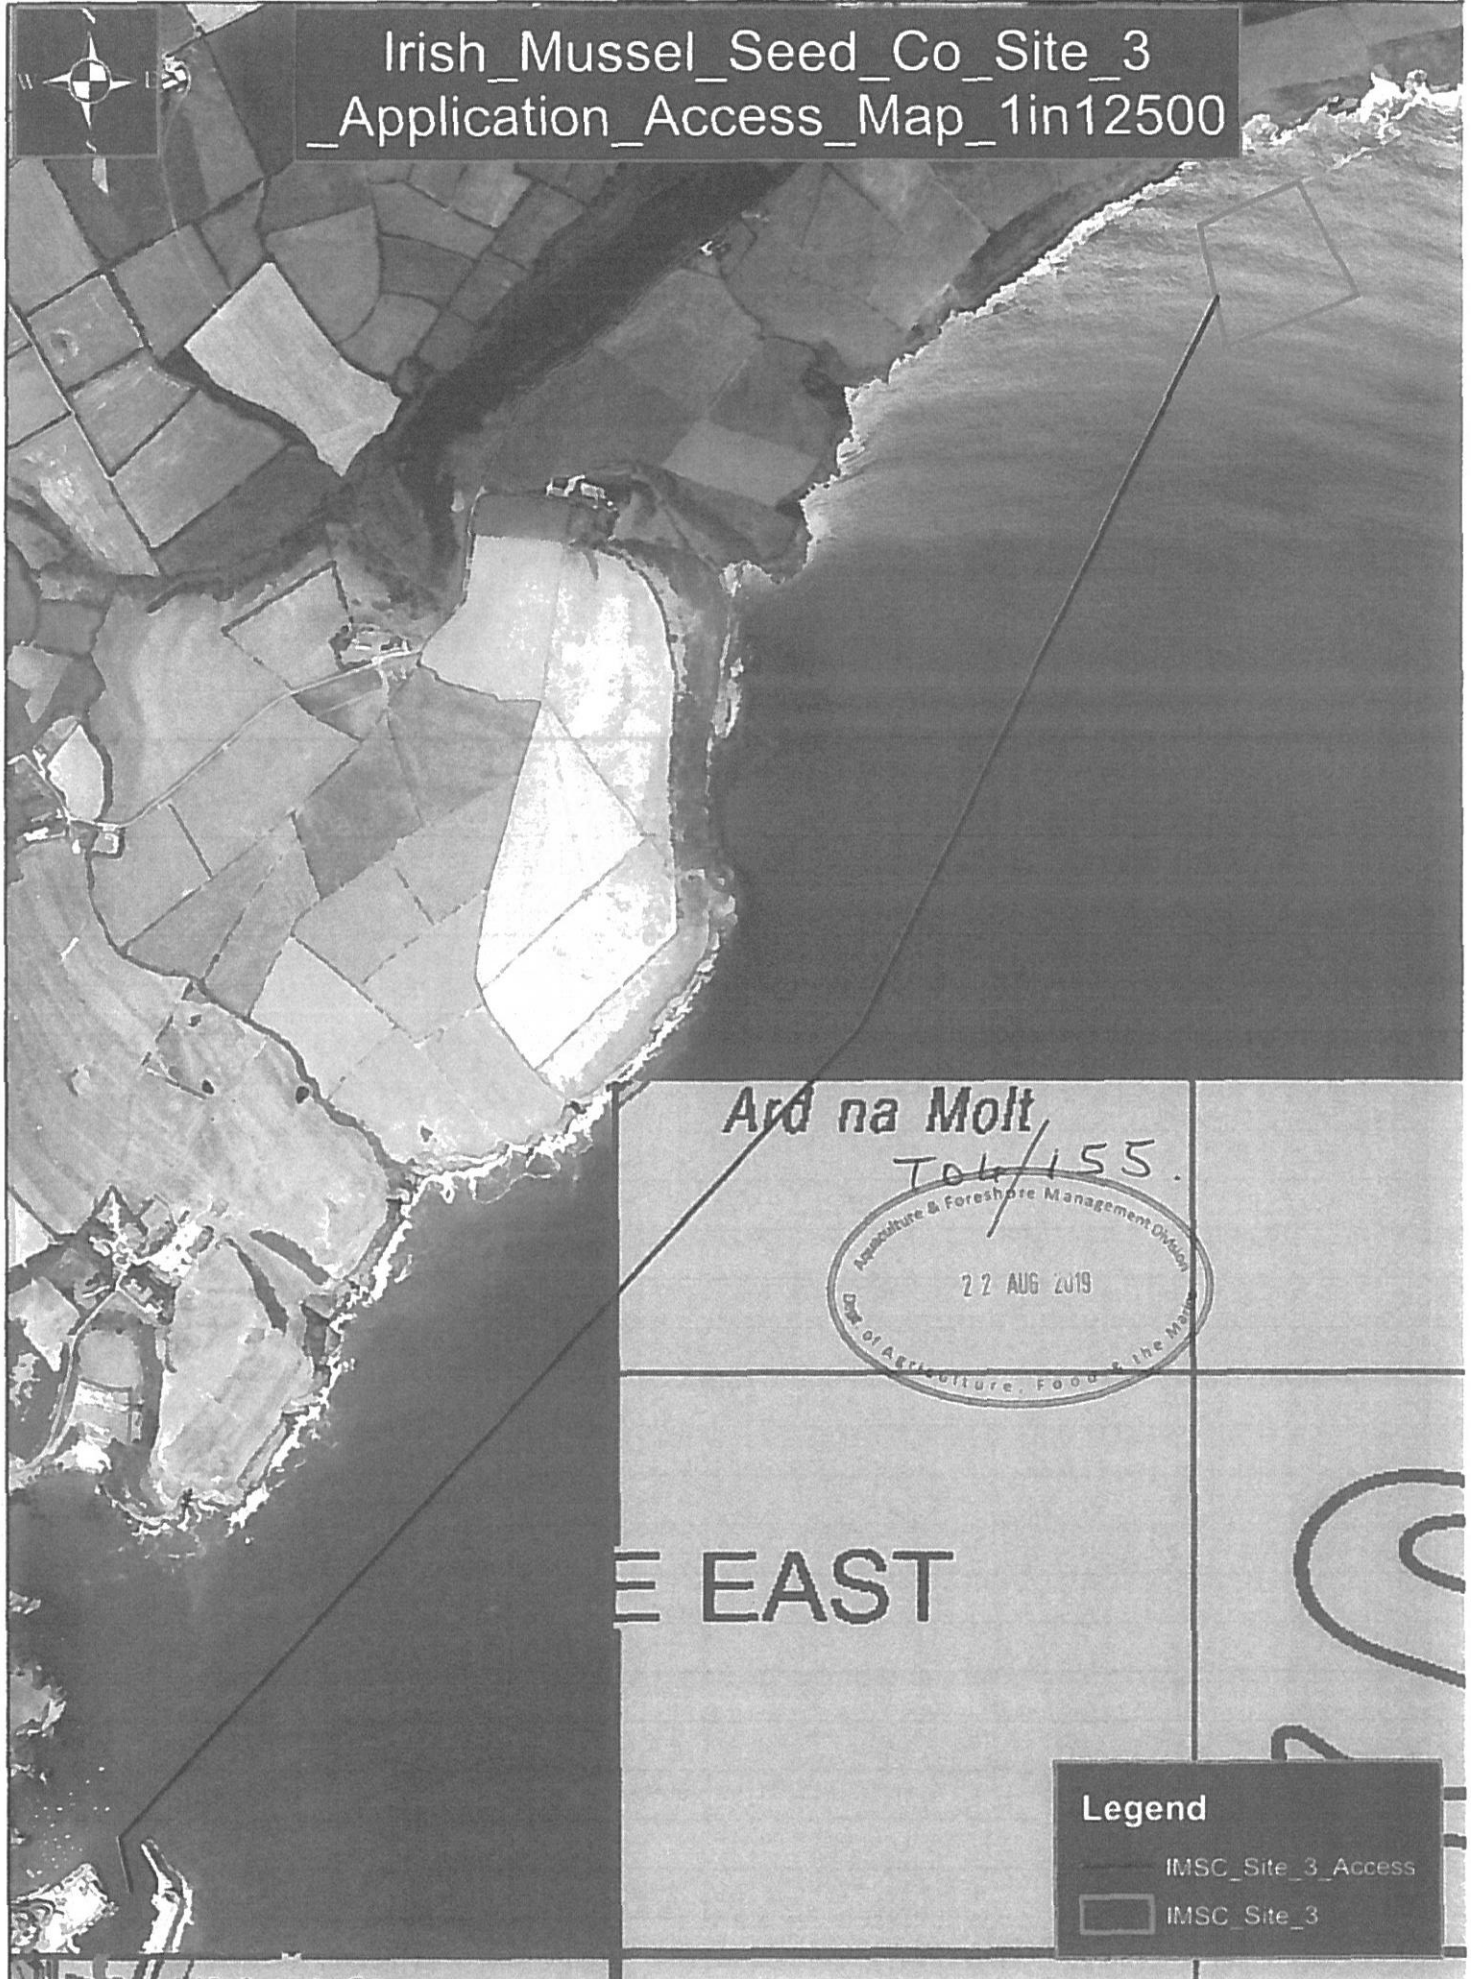 W
E
Irish_Mussel_Seed_Co_Site_3
_Application_Access_Map_1in12500
Ard na Molt
T04/155.
Aquaculture & Foreshore Management Division
22 AUG 2019
Dept. of Agriculture, Food & the Marine
E EAST
Legend
IMSC_Site_3_Access
IMSC_Site_3